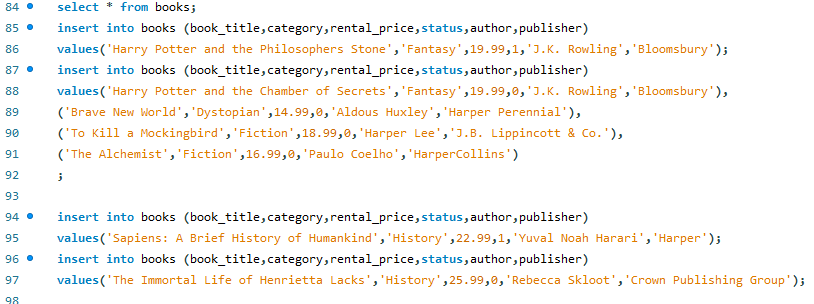 84 select * from books;
85 insert into books (book_title,category,rental_price,status,author,publisher)
86 values('Harry Potter and the Philosophers Stone','Fantasy',19.99,1,'J.K. Rowling','Bloomsbury');
87 insert into books (book_title,category,rental_price,status,author,publisher)
88 values('Harry Potter and the Chamber of Secrets','Fantasy',19.99,0,'J.K. Rowling','Bloomsbury'),
89 ('Brave New World','Dystopian',14.99,0,'Aldous Huxley','Harper Perennial'),
90 ('To Kill a Mockingbird','Fiction',18.99,0,'Harper Lee','J.B. Lippincott & Co.'),
91 ('The Alchemist','Fiction',16.99,0,'Paulo Coelho','HarperCollins')
92 ;
93
94 insert into books (book_title,category,rental_price,status,author,publisher)
95 values('Sapiens: A Brief History of Humankind','History',22.99,1,'Yuval Noah Harari','Harper');
96 insert into books (book_title,category,rental_price,status,author,publisher)
97 values('The Immortal Life of Henrietta Lacks','History',25.99,0,'Rebecca Skloot','Crown Publishing Group');
98